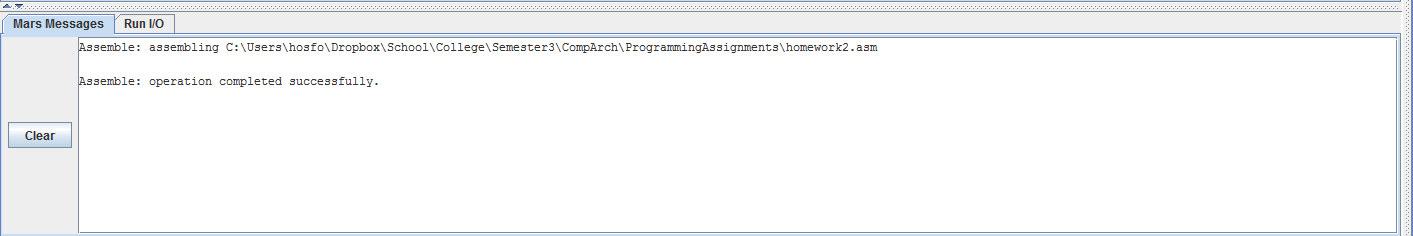 Mars Messages Run I/O
Assemble: assembling C:\Users\hosfo\Dropbox\School\College\Semester3\CompArch\ProgrammingAssignments\homework2.asm
Assemble: operation completed successfully.
Clear